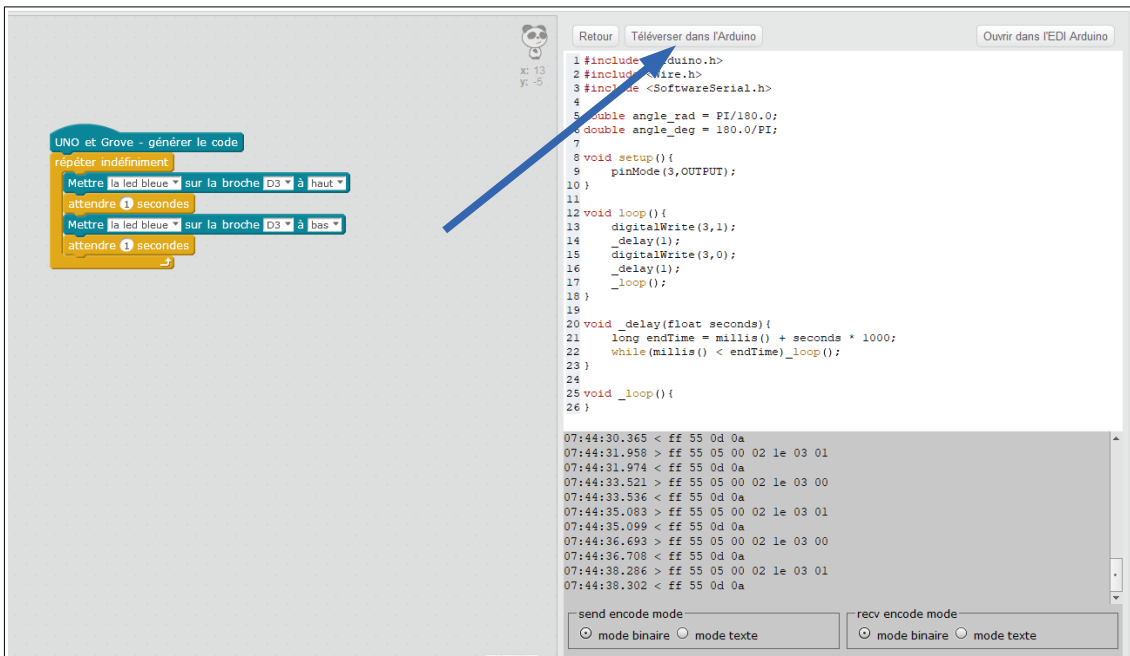 x: 13
y: -5
UNO et Grove - générer le code
répéter indéfiniment
Mettre la led bleue sur la broche D3 à haut
attendre 1 secondes
Mettre la led bleue sur la broche D3 à bas
attendre 1 secondes
Retour Téléverser dans l'Arduino Ouvrir dans l'EDI Arduino
1 #include duino.h>
2 #include ire.h>
3 #include <SoftwareSerial.h>
4
5 double angle_rad = PI/180.0;
6 double angle_deg = 180.0/PI;
7
8 void setup(){
9 pinMode(3,OUTPUT);
10 }
11
12 void loop(){
13 digitalWrite(3,1);
14 _delay(1);
15 digitalWrite(3,0);
16 _delay(1);
17 _loop();
18 }
19
20 void _delay(float seconds){
21 long endTime = millis() + seconds * 1000;
22 while(millis() < endTime)_loop();
23 }
24
25 void _loop(){
26 }
07:44:30.365 < ff 55 0d 0a
07:44:31.958 > ff 55 05 00 02 1e 03 01
07:44:31.974 < ff 55 0d 0a
07:44:33.521 > ff 55 05 00 02 1e 03 00
07:44:33.536 < ff 55 0d 0a
07:44:35.083 > ff 55 05 00 02 1e 03 01
07:44:35.099 < ff 55 0d 0a
07:44:36.693 > ff 55 05 00 02 1e 03 00
07:44:36.708 < ff 55 0d 0a
07:44:38.286 > ff 55 05 00 02 1e 03 01
07:44:38.302 < ff 55 0d 0a
send encode mode recv encode mode
mode binaire mode texte mode binaire mode texte